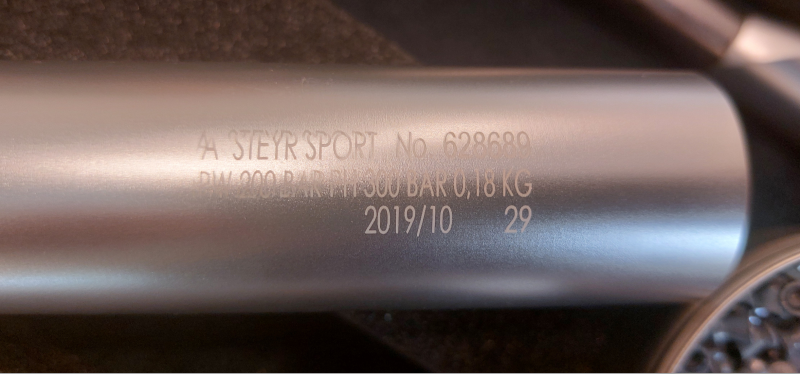 STEYR SPORT No 628689
PW 200 BAR PH 300 BAR 0,18 KG
2019/10 29